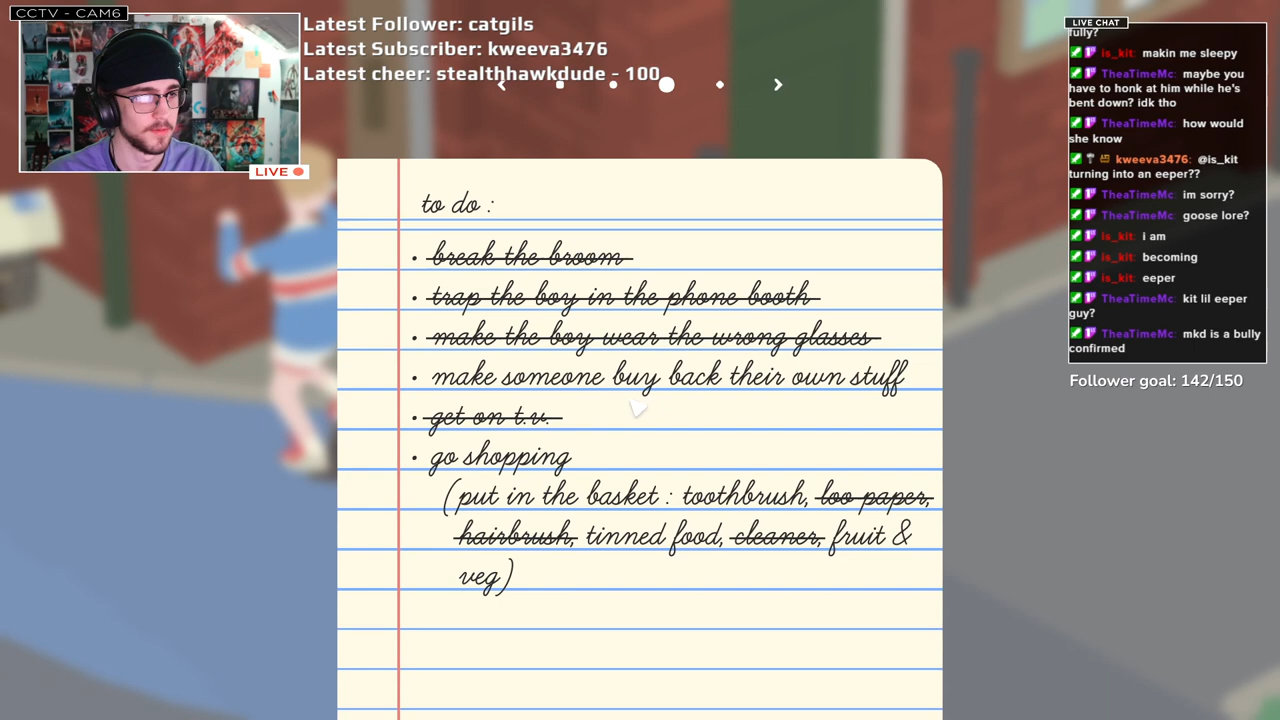 CCTV - CAM6
LIVE
Latest Follower: catgils
Latest Subscriber: kweeva3476
Latest cheer: stealthhawkdude - 100
to do :
• break the broom
• trap the boy in the phone booth
• make the boy wear the wrong glasses
• make someone buy back their own stuff
• get on t.v.
• go shopping
(put in the basket : toothbrush, loo paper,
hairbrush, tinned food, cleaner, fruit &
veg)
LIVE CHAT
fully?
is_kit: makin me sleepy
TheaTimeMc: maybe you
have to honk at him while he's
bent down? idk tho
TheaTimeMc: how would
she know
kweeva3476: @is_kit
turning into an eeper??
TheaTimeMc: im sorry?
TheaTimeMc: goose lore?
is_kit: i am
is_kit: becoming
is_kit: eeper
TheaTimeMc: kit lil eeper
guy?
TheaTimeMc: mkd is a bully
confirmed
Follower goal: 142/150